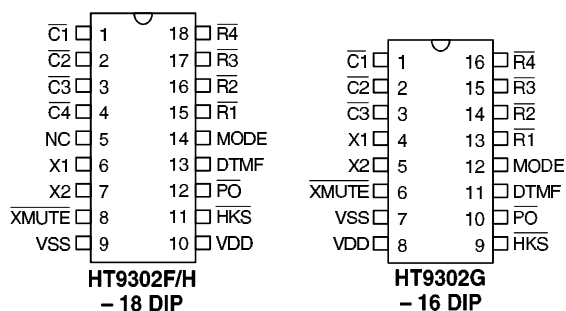 C1 1 18 R4
C2 2 17 R3
C3 3 16 R2
C4 4 15 R1
NC 5 14 MODE
X1 6 13 DTMF
X2 7 12 PO
XMUTE 8 11 HKS
VSS 9 10 VDD
HT9302F/H
– 18 DIP
C1 1 16 R4
C2 2 15 R3
C3 3 14 R2
X1 4 13 R1
X2 5 12 MODE
XMUTE 6 11 DTMF
VSS 7 10 PO
VDD 8 9 HKS
HT9302G
– 16 DIP